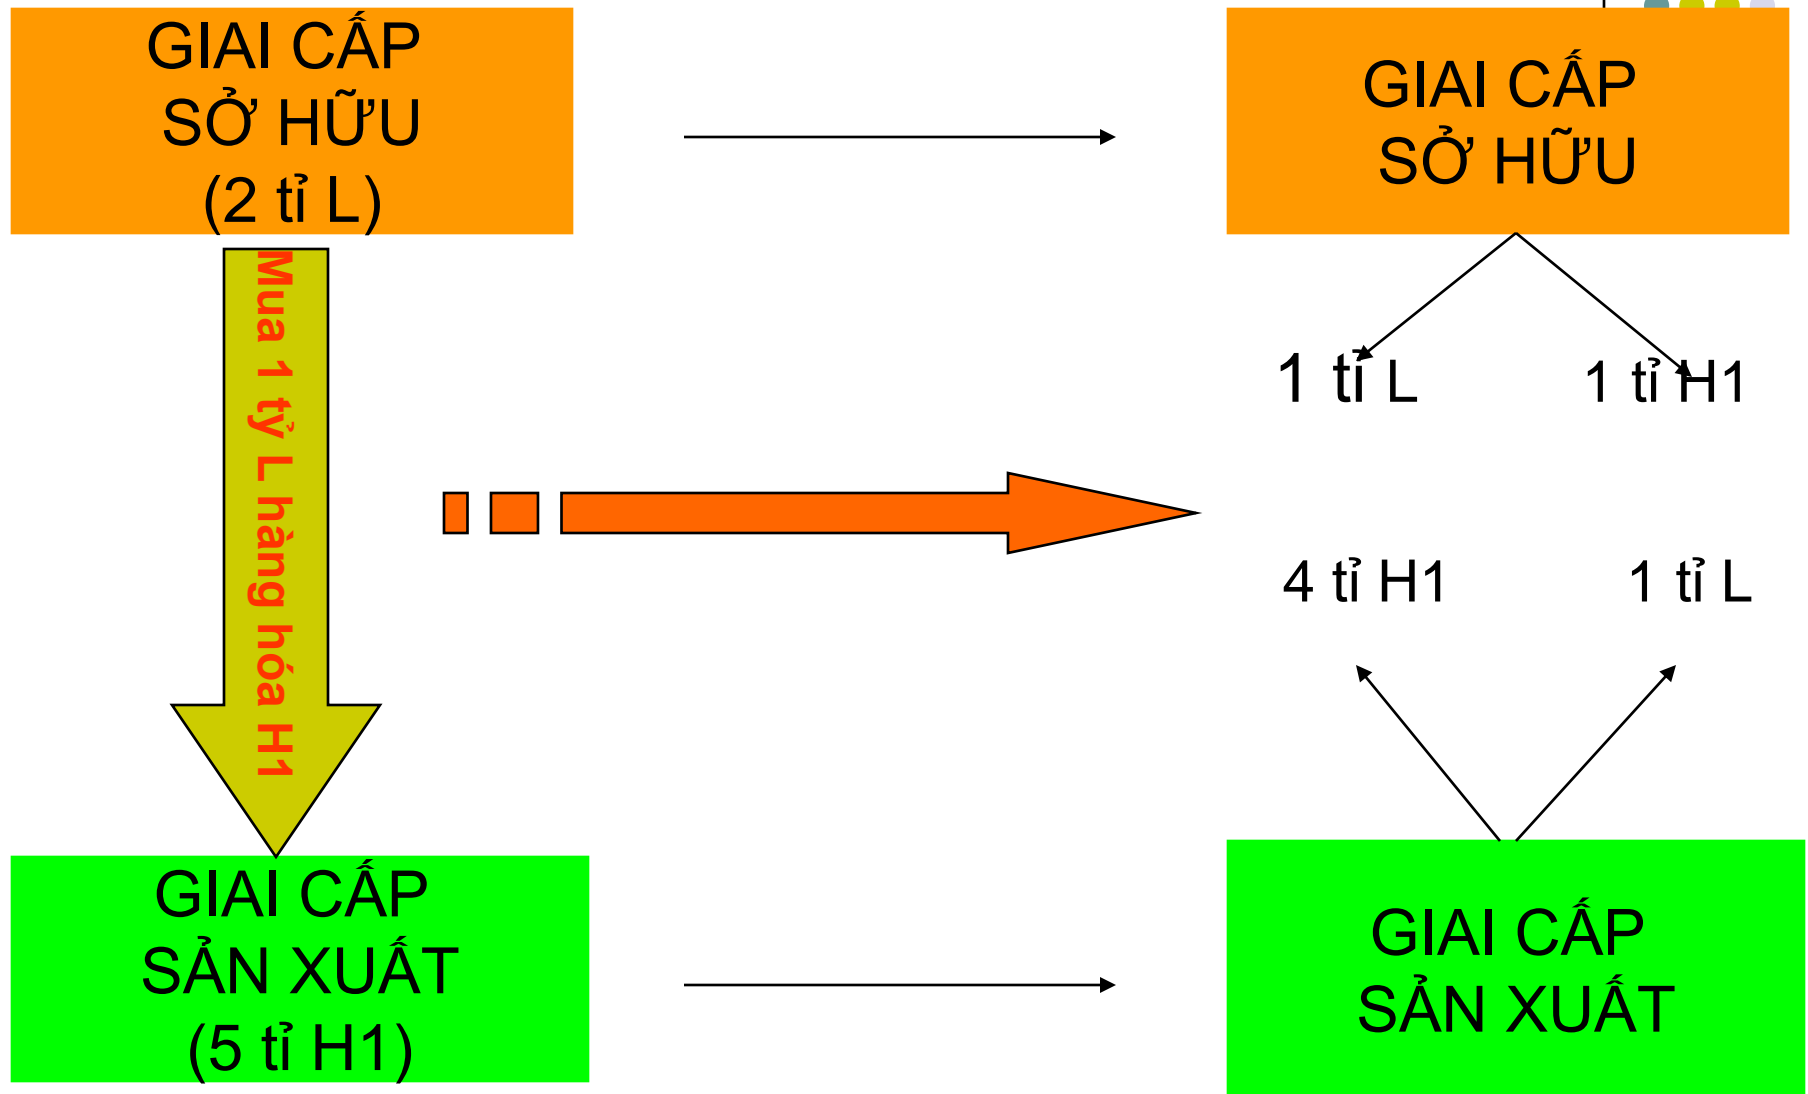 GIAI CẤP
SỞ HỮU
(2 tỉ L)
GIAI CẤP
SỞ HỮU
Mua 1 tỷ L hàng hóa H1
1 tỉ L
1 tỉ H1
4 tỉ H1
1 tỉ L
GIAI CẤP
SẢN XUẤT
(5 tỉ H1)
GIAI CẤP
SẢN XUẤT